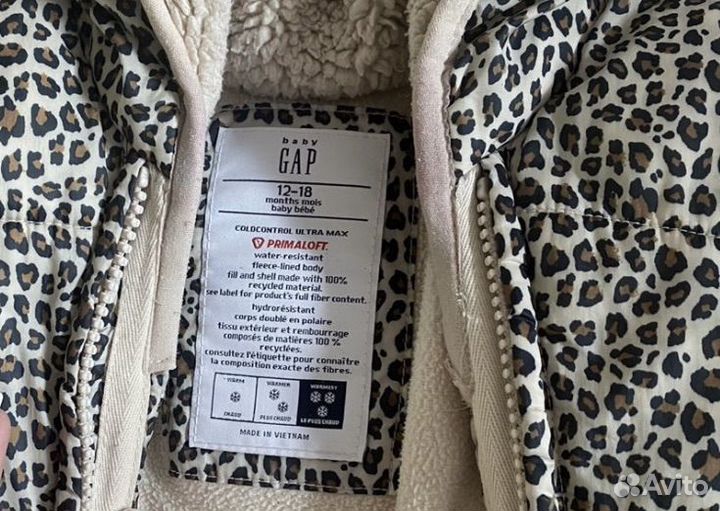 baby
GAP
12-18
months mois
baby bébé
COLDCONTROL ULTRA MAX
PRIMALOFT
water-resistant
fleece-lined body
fill and shell made with 100%
recycled material.
see label for product's full fiber content.
hydrorésistant
corps doublé en polaire
tissu extérieur et rembourrage
composés de matières 100 %
recyclées.
consultez l'étiquette pour connaître
la composition exacte des fibres.
WARM WARMER WARMEST
CHAUD PLUS CHAUD LE PLUS CHAUD
MADE IN VIETNAM
Avito